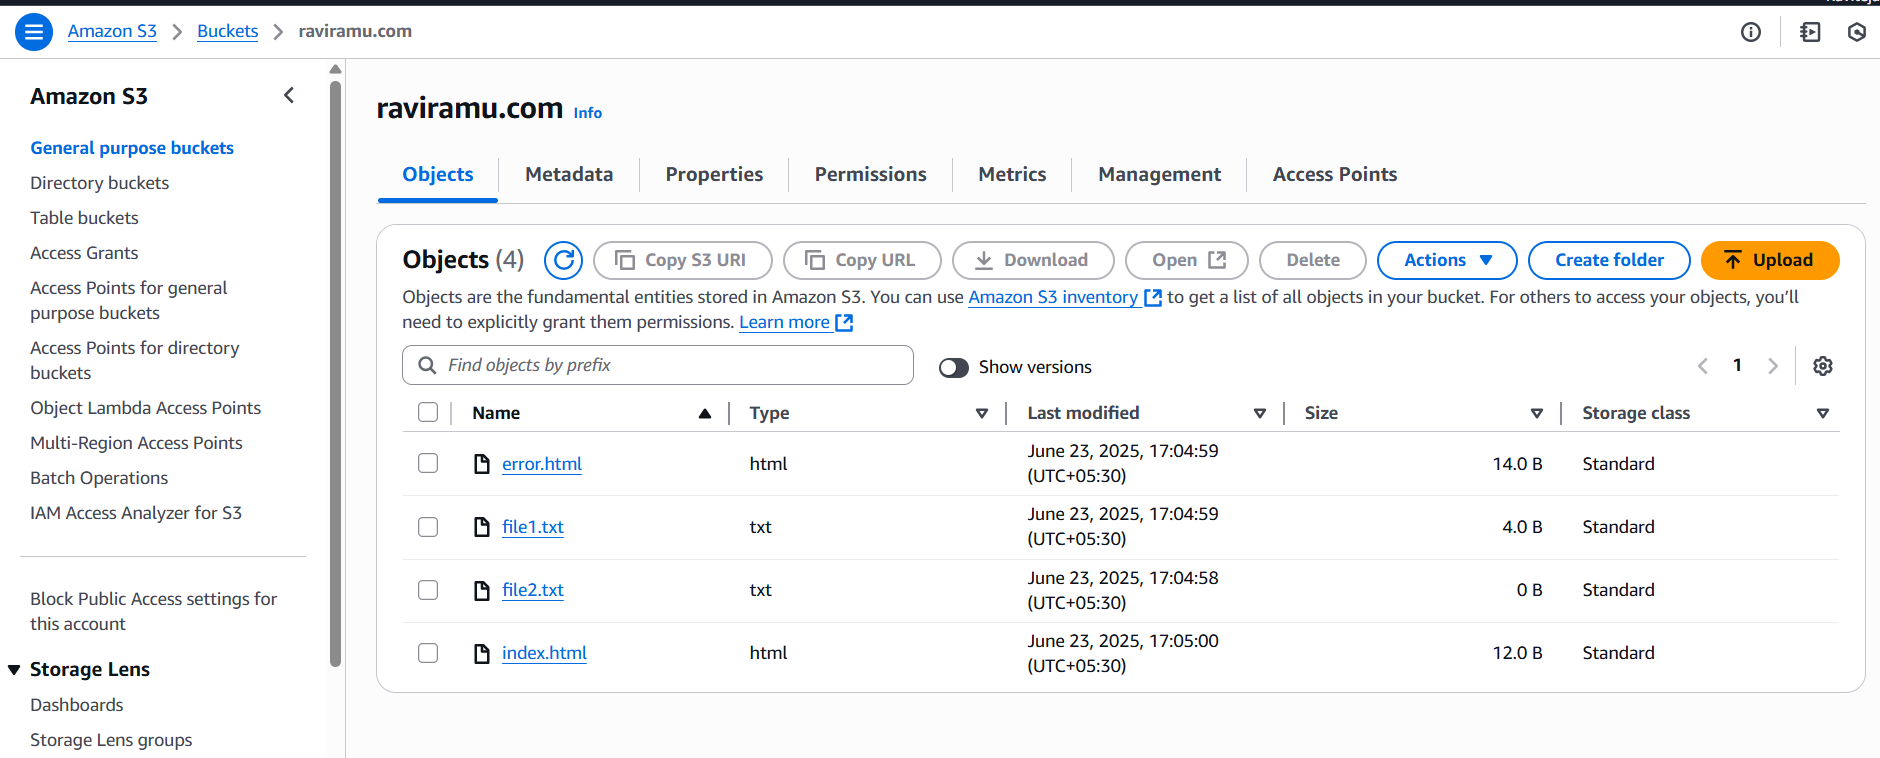 Amazon S3 > Buckets > raviramu.com
Amazon S3
General purpose buckets
Directory buckets
Table buckets
Access Grants
Access Points for general
purpose buckets
Access Points for directory
buckets
Object Lambda Access Points
Multi-Region Access Points
Batch Operations
IAM Access Analyzer for S3
Block Public Access settings for
this account
Storage Lens
Dashboards
Storage Lens groups
raviramu.com Info
Objects Metadata Properties Permissions Metrics Management Access Points
Objects (4) Copy S3 URI Copy URL Download Open Delete Actions Create folder Upload
Objects are the fundamental entities stored in Amazon S3. You can use Amazon S3 inventory to get a list of all objects in your bucket. For others to access your objects, you'll
need to explicitly grant them permissions. Learn more
Find objects by prefix Show versions 1
Name Type Last modified Size Storage class
error.html html June 23, 2025, 17:04:59 14.0 B Standard
(UTC+05:30)
file1.txt txt June 23, 2025, 17:04:59 4.0 B Standard
(UTC+05:30)
file2.txt txt June 23, 2025, 17:04:58 0 B Standard
(UTC+05:30)
index.html html June 23, 2025, 17:05:00 12.0 B Standard
(UTC+05:30)